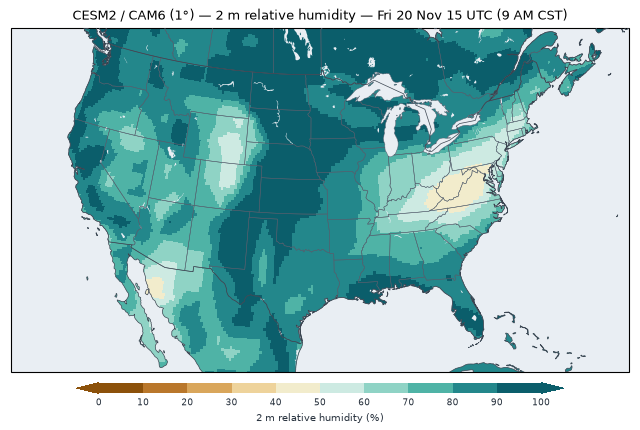 CESM2 / CAM6 (1°) — 2 m relative humidity — Fri 20 Nov 15 UTC (9 AM CST)
0 10 20 30 40 50 60 70 80 90 100
2 m relative humidity (%)